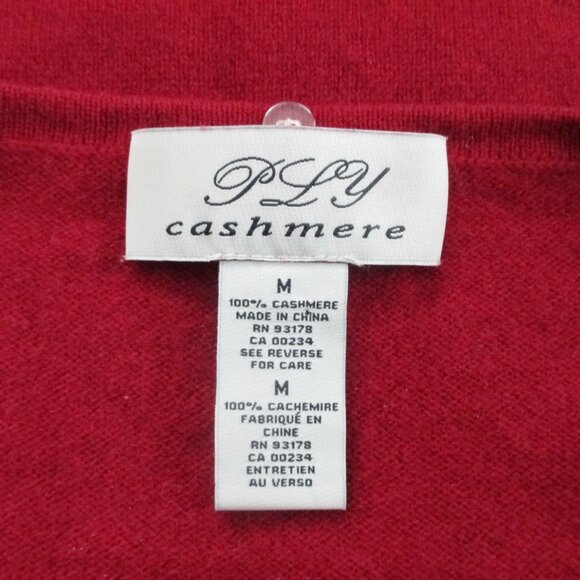 PLY
cashmere
M
100% CASHMERE
MADE IN CHINA
RN 93178
CA 00234
SEE REVERSE
FOR CARE
M
100% CACHEMIRE
FABRIQUÉ EN
CHINE
RN 93178
CA 00234
ENTRETIEN
AU VERSO